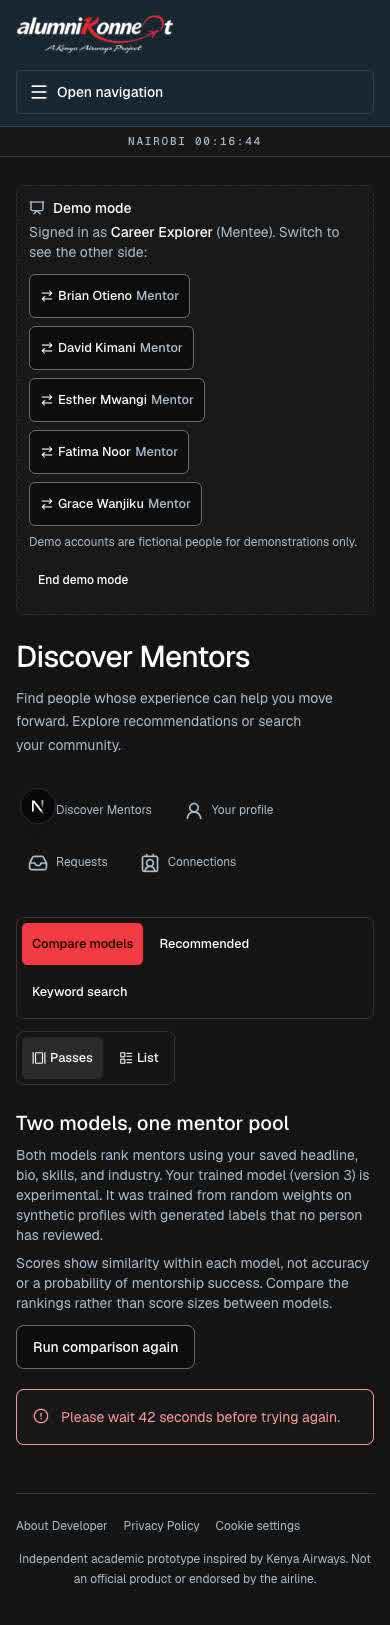 alumniKonnect
A Kenya Airways Project
Open navigation
NAIROBI 00:16:44
Demo mode
Signed in as Career Explorer (Mentee). Switch to
see the other side:
Brian Otieno Mentor
David Kimani Mentor
Esther Mwangi Mentor
Fatima Noor Mentor
Grace Wanjiku Mentor
Demo accounts are fictional people for demonstrations only.
End demo mode
Discover Mentors
Find people whose experience can help you move
forward. Explore recommendations or search
your community.
N Discover Mentors Your profile
Requests Connections
Compare models Recommended
Keyword search
Passes List
Two models, one mentor pool
Both models rank mentors using your saved headline,
bio, skills, and industry. Your trained model (version 3) is
experimental. It was trained from random weights on
synthetic profiles with generated labels that no person
has reviewed.
Scores show similarity within each model, not accuracy
or a probability of mentorship success. Compare the
rankings rather than score sizes between models.
Run comparison again
Please wait 42 seconds before trying again.
About Developer Privacy Policy Cookie settings
Independent academic prototype inspired by Kenya Airways. Not
an official product or endorsed by the airline.